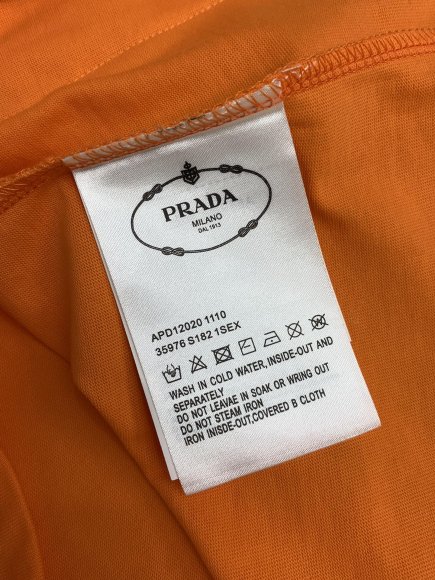 PRADA
MILANO
DAL 1913
APD12020 1110
35976 S182 1SEX
WASH IN COLD WATER,INSIDE-OUT AND
SEPARATELY
DO NOT LEAVAE IN SOAK OR WRING OUT
DO NOT STEAM IRON
IRON INISDE-OUT,COVERED B CLOTH